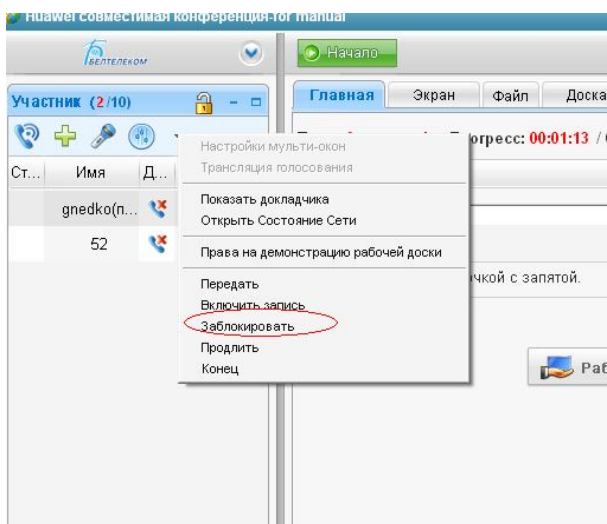 Huawei совместимая конференция-for manual
БЕЛТЕЛЕКОМ
Начало
Участник (2/10)
Главная Экран Файл Доска
огресс: 00:01:13 /
Ст... Имя Д...
gnedko(п...
52
Настройки мульти-окон
Трансляция голосования
Показать докладчика
Открыть Состояние Сети
Права на демонстрацию рабочей доски
чкой с запятой.
Передать
Включить запись
Заблокировать
Продлить
Конец
Раб